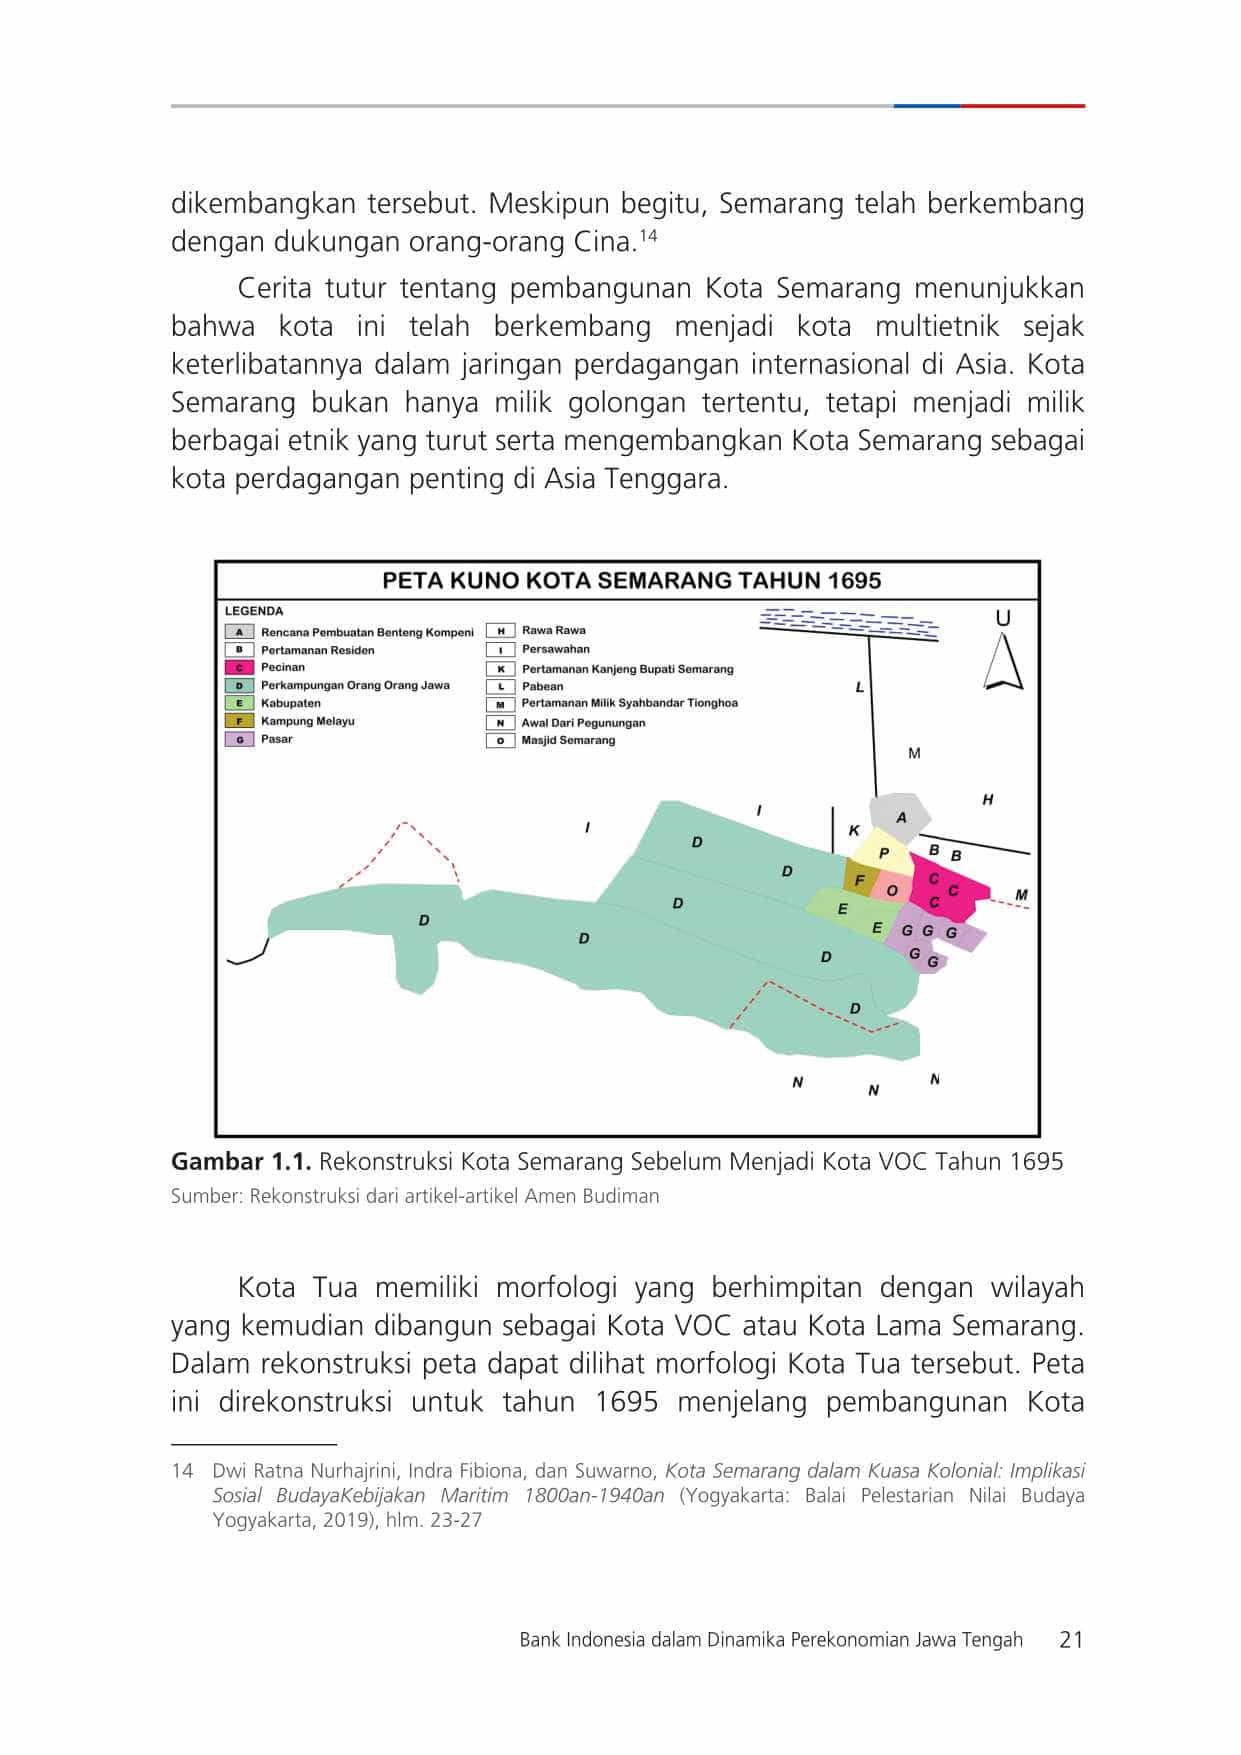 dikembangkan tersebut. Meskipun begitu, Semarang telah berkembang
dengan dukungan orang-orang Cina.14
Cerita tutur tentang pembangunan Kota Semarang menunjukkan
bahwa kota ini telah berkembang menjadi kota multietnik sejak
keterlibatannya dalam jaringan perdagangan internasional di Asia. Kota
Semarang bukan hanya milik golongan tertentu, tetapi menjadi milik
berbagai etnik yang turut serta mengembangkan Kota Semarang sebagai
kota perdagangan penting di Asia Tenggara.
PETA KUNO KOTA SEMARANG TAHUN 1695
LEGENDA
A Rencana Pembuatan Benteng Kompeni
B Pertamanan Residen
C Pecinan
D Perkampungan Orang Orang Jawa
E Kabupaten
F Kampung Melayu
G Pasar
H Rawa Rawa
I Persawahan
K Pertamanan Kanjeng Bupati Semarang
L Pabean
M Pertamanan Milik Syahbandar Tionghoa
N Awal Dari Pegunungan
O Masjid Semarang
U
L
M
H
I
I
A
K
D
P
B
B
D
F
O
C
C
C
M
D
E
D
E
G
G
G
D
D
G
G
D
N
N
N
Gambar 1.1. Rekonstruksi Kota Semarang Sebelum Menjadi Kota VOC Tahun 1695
Sumber: Rekonstruksi dari artikel-artikel Amen Budiman
Kota Tua memiliki morfologi yang berhimpitan dengan wilayah
yang kemudian dibangun sebagai Kota VOC atau Kota Lama Semarang.
Dalam rekonstruksi peta dapat dilihat morfologi Kota Tua tersebut. Peta
ini direkonstruksi untuk tahun 1695 menjelang pembangunan Kota
14 Dwi Ratna Nurhajrini, Indra Fibiona, dan Suwarno, Kota Semarang dalam Kuasa Kolonial: Implikasi
Sosial BudayaKebijakan Maritim 1800an-1940an (Yogyakarta: Balai Pelestarian Nilai Budaya
Yogyakarta, 2019), hlm. 23-27
Bank Indonesia dalam Dinamika Perekonomian Jawa Tengah 21